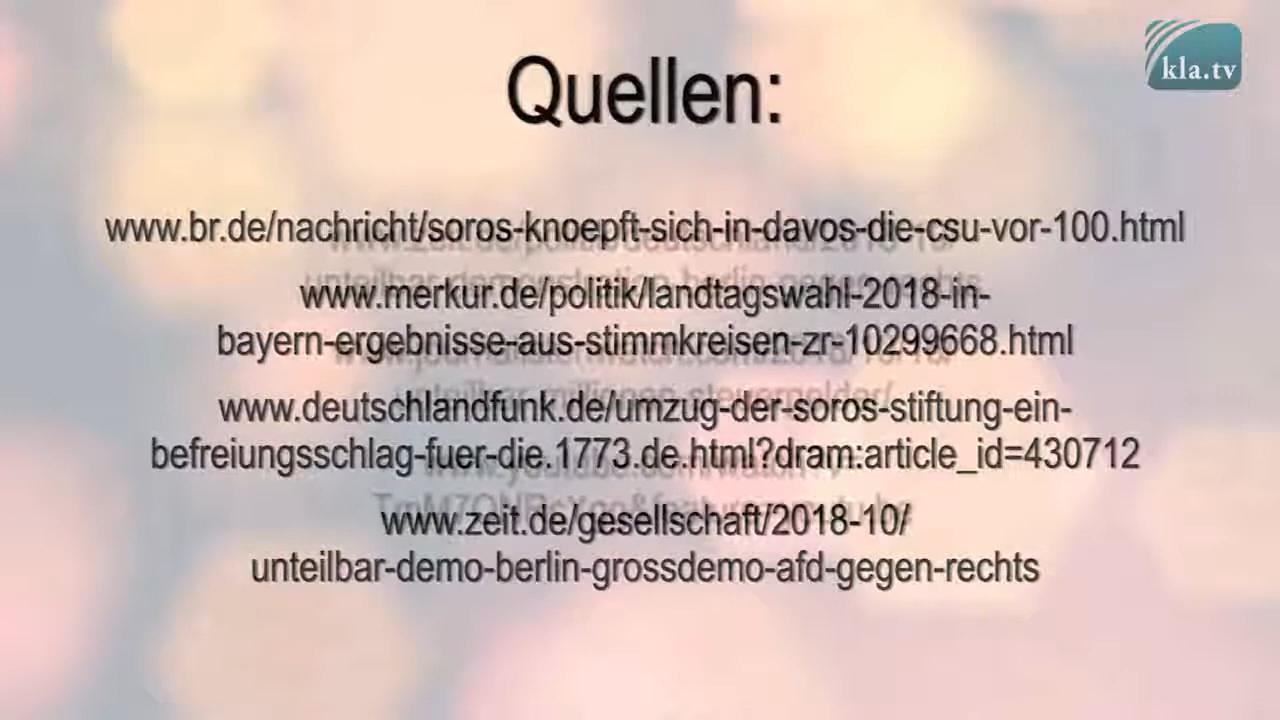 kla.tv
Quellen:
www.br.de/nachricht/soros-knoepft-sich-in-davos-die-csu-vor-100.html
www.merkur.de/politik/landtagswahl-2018-in-
bayern-ergebnisse-aus-stimmkreisen-zr-10299668.html
www.deutschlandfunk.de/umzug-der-soros-stiftung-ein-
befreiungsschlag-fuer-die.1773.de.html?dram:article_id=430712
www.zeit.de/gesellschaft/2018-10/
unteilbar-demo-berlin-grossdemo-afd-gegen-rechts